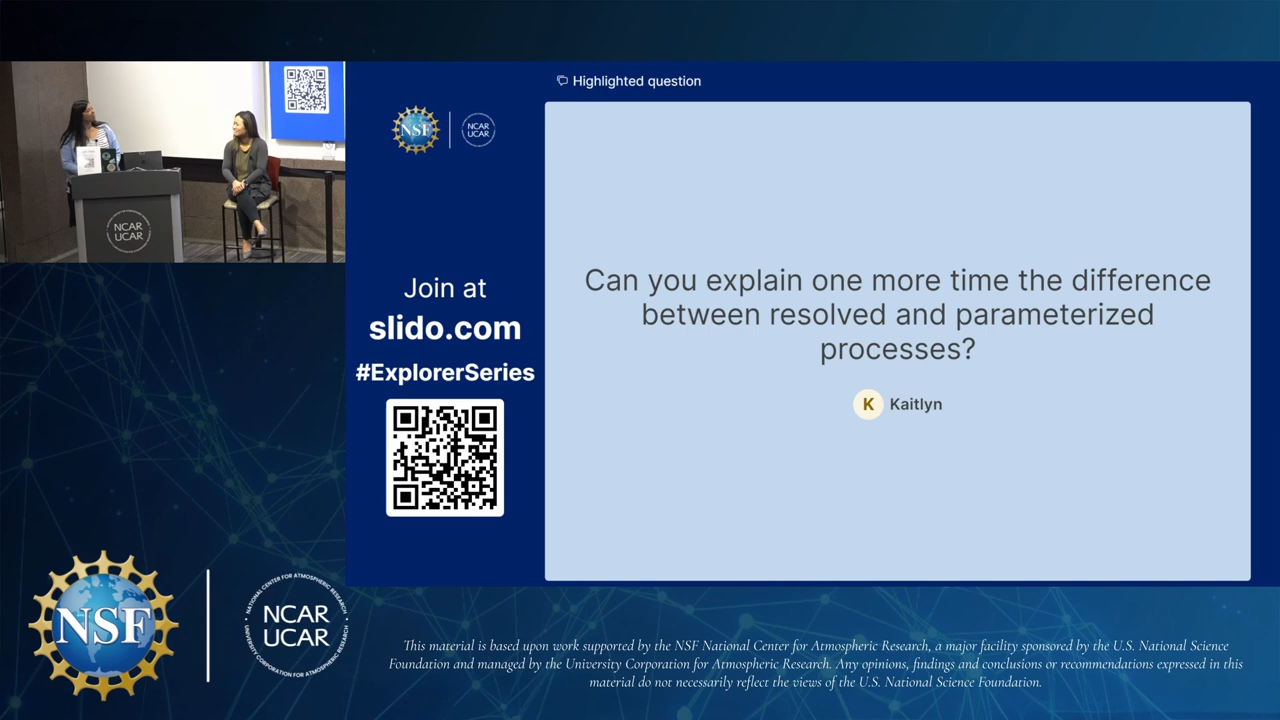 Highlighted question
NSF
NCAR
UCAR
NCAR
UCAR
Join at
slido.com
#ExplorerSeries
Can you explain one more time the difference
between resolved and parameterized
processes?
K Kaitlyn
NSF
NATIONAL CENTER FOR ATMOSPHERIC RESEARCH
NCAR
UCAR
UNIVERSITY CORPORATION FOR ATMOSPHERIC RESEARCH
This material is based upon work supported by the NSF National Center for Atmospheric Research, a major facility sponsored by the U.S. National Science
Foundation and managed by the University Corporation for Atmospheric Research. Any opinions, findings and conclusions or recommendations expressed in this
material do not necessarily reflect the views of the U.S. National Science Foundation.